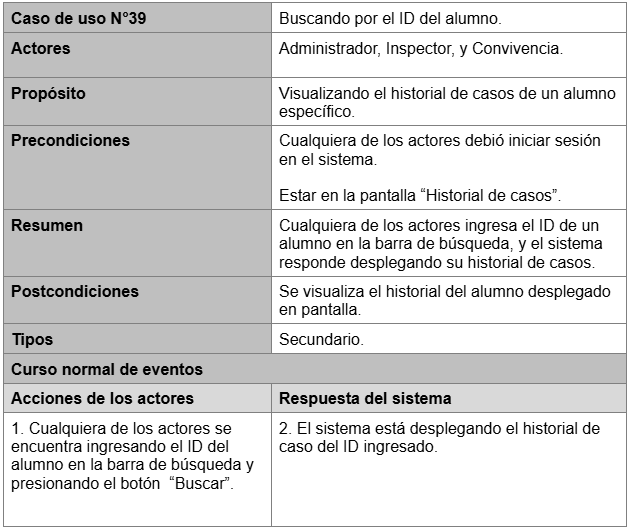 Caso de uso N°39
Buscando por el ID del alumno.
Actores
Administrador, Inspector, y Convivencia.
Propósito
Visualizando el historial de casos de un alumno
específico.
Precondiciones
Cualquiera de los actores debió iniciar sesión
en el sistema.
Estar en la pantalla “Historial de casos”.
Resumen
Cualquiera de los actores ingresa el ID de un
alumno en la barra de búsqueda, y el sistema
responde desplegando su historial de casos.
Postcondiciones
Se visualiza el historial del alumno desplegado
en pantalla.
Tipos
Secundario.
Curso normal de eventos
Acciones de los actores
Respuesta del sistema
1. Cualquiera de los actores se
encuentra ingresando el ID del
alumno en la barra de búsqueda y
presionando el botón “Buscar”.
2. El sistema está desplegando el historial de
caso del ID ingresado.